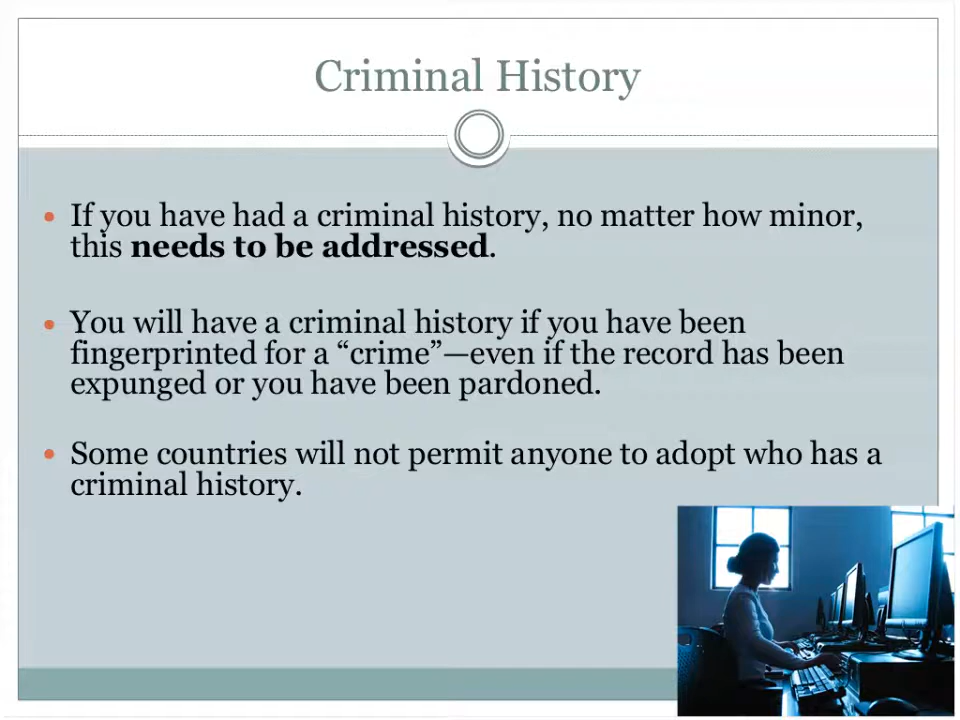 Criminal History
• If you have had a criminal history, no matter how minor,
this needs to be addressed.
• You will have a criminal history if you have been
fingerprinted for a “crime”—even if the record has been
expunged or you have been pardoned.
• Some countries will not permit anyone to adopt who has a
criminal history.